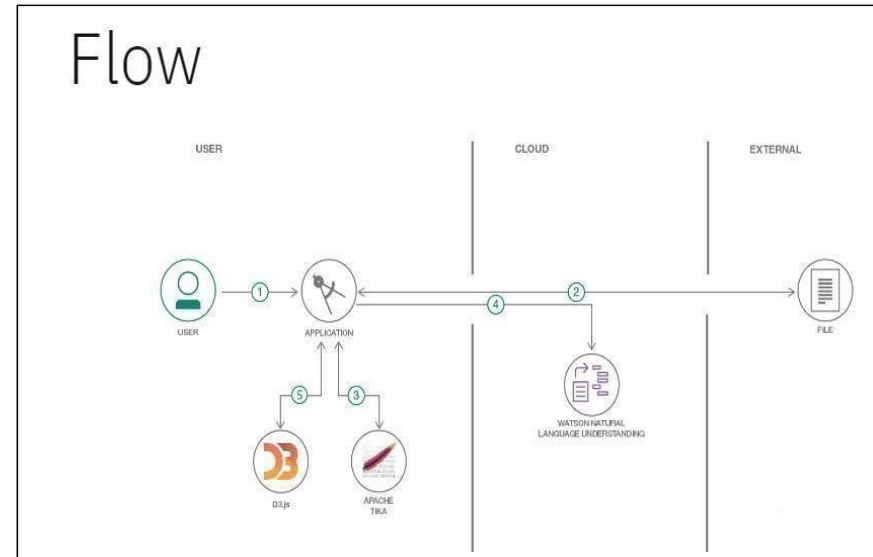 Flow
USER
CLOUD
EXTERNAL
1
2
4
USER
APPLICATION
FILE
5
3
WATSON NATURAL
LANGUAGE UNDERSTANDING
D3
D3.js
APACHE
TIKA